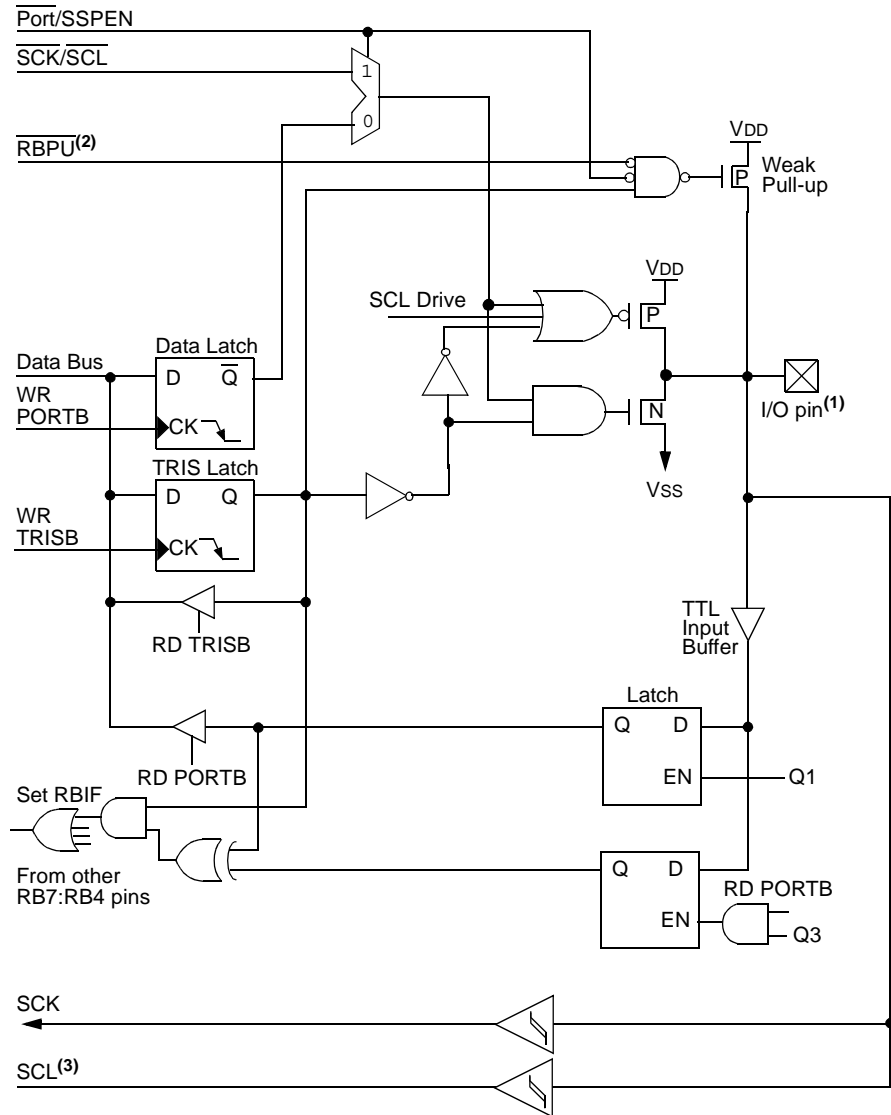 Port/SSPEN
SCK/SCL
1
0
RBPU(2)
VDD
P
Weak
Pull-up
VDD
SCL Drive
P
Data Latch
Data Bus
D
Q
WR
PORTB
CK
N
I/O pin(1)
TRIS Latch
D
Q
VSS
WR
TRISB
CK
RD TRISB
TTL
Input
Buffer
Latch
Q
D
RD PORTB
EN
Q1
Set RBIF
From other
RB7:RB4 pins
Q
D
RD PORTB
EN
Q3
SCK
SCL(3)